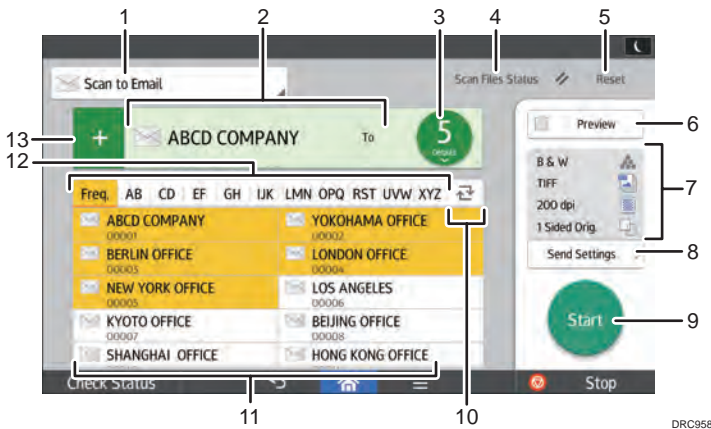 1 2 3 4 5
Scan to Email
Scan Files Status Reset
13 + ABCD COMPANY To 5
Preview 6
12
B & W
TIFF 7
200 dpi
1 Sided Orig.
Freq. AB CD EF GH IJK LMN OPQ RST UVW XYZ
ABCD COMPANY YOKOHAMA OFFICE
00001 00002
BERLIN OFFICE LONDON OFFICE
00003 00004
Send Settings 8
NEW YORK OFFICE LOS ANGELES
00005 00006
KYOTO OFFICE BEIJING OFFICE
00007 00008
Start 9
SHANGHAI OFFICE HONG KONG OFFICE
Check Status Stop
11 10
DRC958